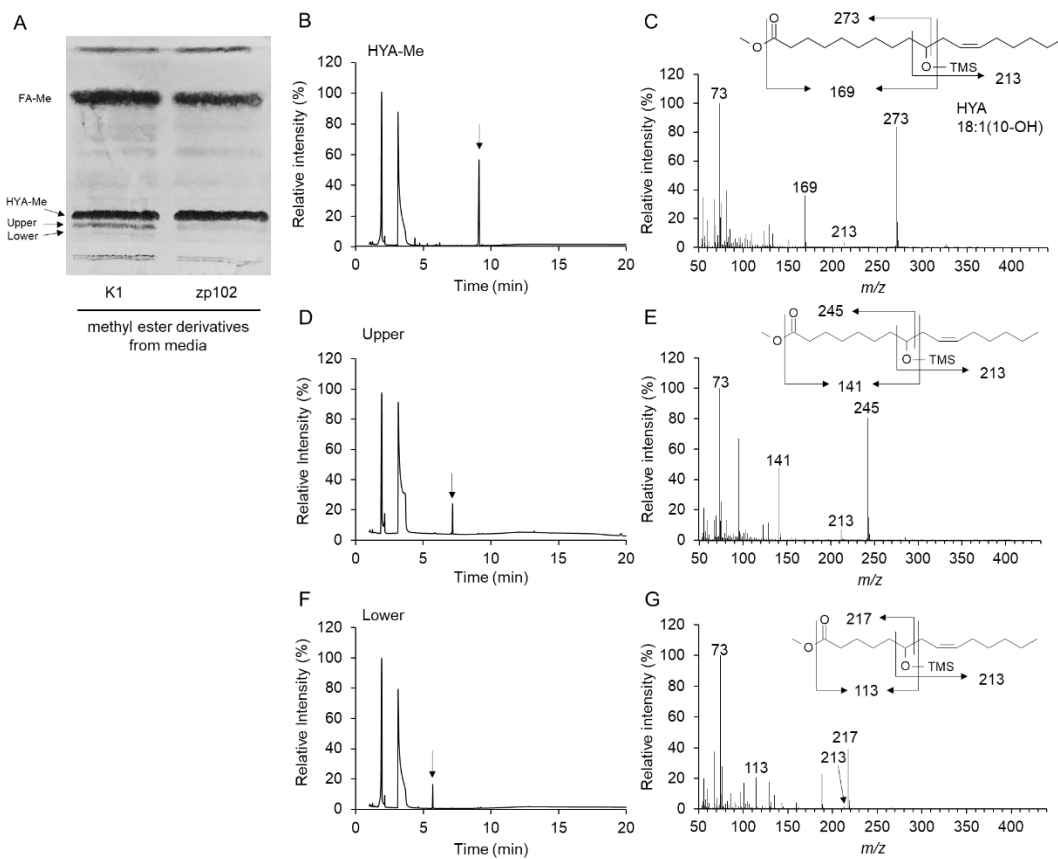 A
FA-Me
HYA-Me
Upper
Lower
K1 zp102
methyl ester derivatives
from media
B
HYA-Me
Relative intensity (%)
120
100
80
60
40
20
0
0 5 10 15 20
Time (min)
C
273
O
O
O
TMS
213
169
HYA
18:1(10-OH)
Relative intensity (%)
120
100
80
60
40
20
0
73
169
213
273
50 100 150 200 250 300 350 400
m/z
D
Upper
Relative Intensity (%)
120
100
80
60
40
20
0
0 5 10 15 20
Time (min)
E
245
O
O
O
TMS
213
141
Relative intensity (%)
120
100
80
60
40
20
0
73
141
213
245
50 100 150 200 250 300 350 400
m/z
F
Lower
Relative Intensity (%)
120
100
80
60
40
20
0
0 5 10 15 20
Time (min)
G
217
O
O
O
TMS
213
113
Relative intensity (%)
120
100
80
60
40
20
0
73
113
213
217
50 100 150 200 250 300 350 400
m/z